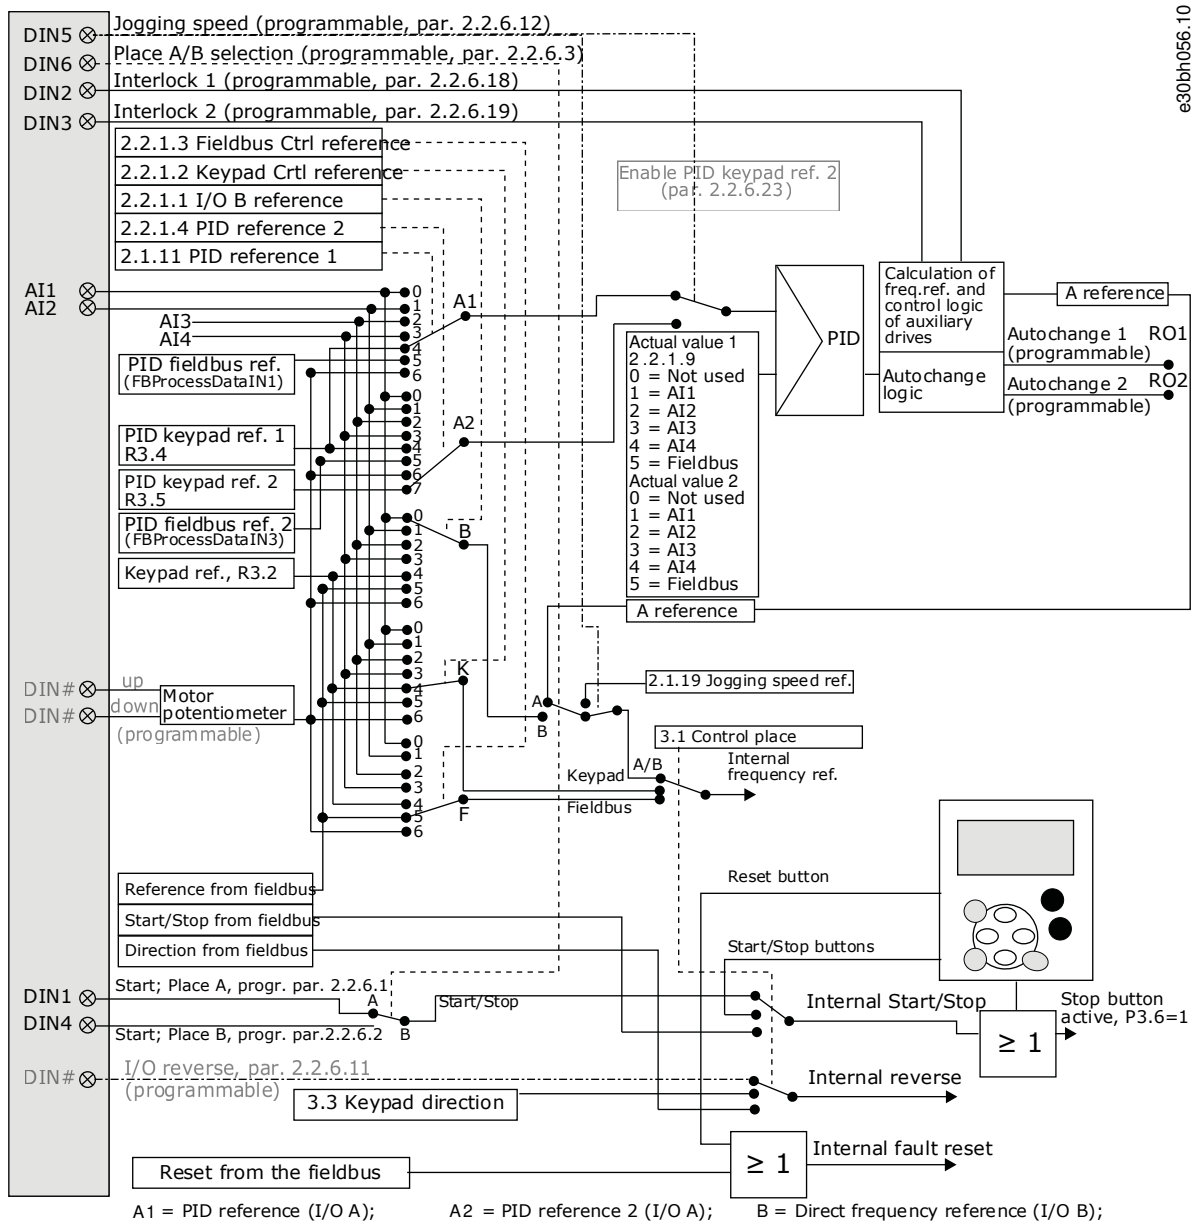 e30bh056.10
DIN5
Jogging speed (programmable, par. 2.2.6.12)
DIN6
Place A/B selection (programmable, par. 2.2.6.3)
DIN2
Interlock 1 (programmable, par. 2.2.6.18)
DIN3
Interlock 2 (programmable, par. 2.2.6.19)
2.2.1.3 Fieldbus Ctrl reference
2.2.1.2 Keypad Crtl reference
2.2.1.1 I/O B reference
2.2.1.4 PID reference 2
2.1.11 PID reference 1
Enable PID keypad ref. 2
(par. 2.2.6.23)
AI1
AI2
AI3
AI4
PID fieldbus ref.
(FBProcessDataIN1)
0
1
2
3
4
5
6
A1
PID keypad ref. 1
R3.4
PID keypad ref. 2
R3.5
PID fieldbus ref. 2
(FBProcessDataIN3)
0
1
2
3
4
5
6
7
A2
Actual value 1
2.2.1.9
0 = Not used
1 = AI1
2 = AI2
3 = AI3
4 = AI4
5 = Fieldbus
Actual value 2
0 = Not used
1 = AI1
2 = AI2
3 = AI3
4 = AI4
5 = Fieldbus
PID
Calculation of
freq.ref. and
control logic
of auxiliary
drives
Autochange
logic
A reference
Autochange 1
(programmable)
RO1
Autochange 2
(programmable)
RO2
Keypad ref., R3.2
0
1
2
3
4
5
6
B
A reference
DIN#
up
DIN#
down
(programmable)
Motor
potentiometer
0
1
2
3
4
5
6
K
A
B
2.1.19 Jogging speed ref.
3.1 Control place
A/B
Internal
frequency ref.
Keypad
Fieldbus
0
1
2
3
4
5
6
F
Reference from fieldbus
Start/Stop from fieldbus
Direction from fieldbus
Reset button
Start/Stop buttons
DIN1
Start; Place A, progr. par. 2.2.6.1
A
DIN4
Start; Place B, progr. par.2.2.6.2
B
Start/Stop
Internal Start/Stop
≥ 1
Stop button
active, P3.6=1
DIN#
I/O reverse, par. 2.2.6.11
(programmable)
3.3 Keypad direction
Internal reverse
Reset from the fieldbus
≥ 1
Internal fault reset
A1 = PID reference (I/O A);
A2 = PID reference 2 (I/O A);
B = Direct frequency reference (I/O B);